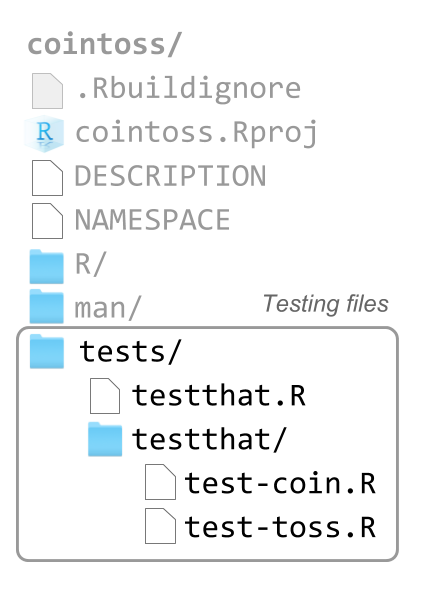 cointoss/
.Rbuildignore
R cointoss.Rproj
DESCRIPTION
NAMESPACE
R/
man/
Testing files
tests/
testthat.R
testthat/
test-coin.R
test-toss.R